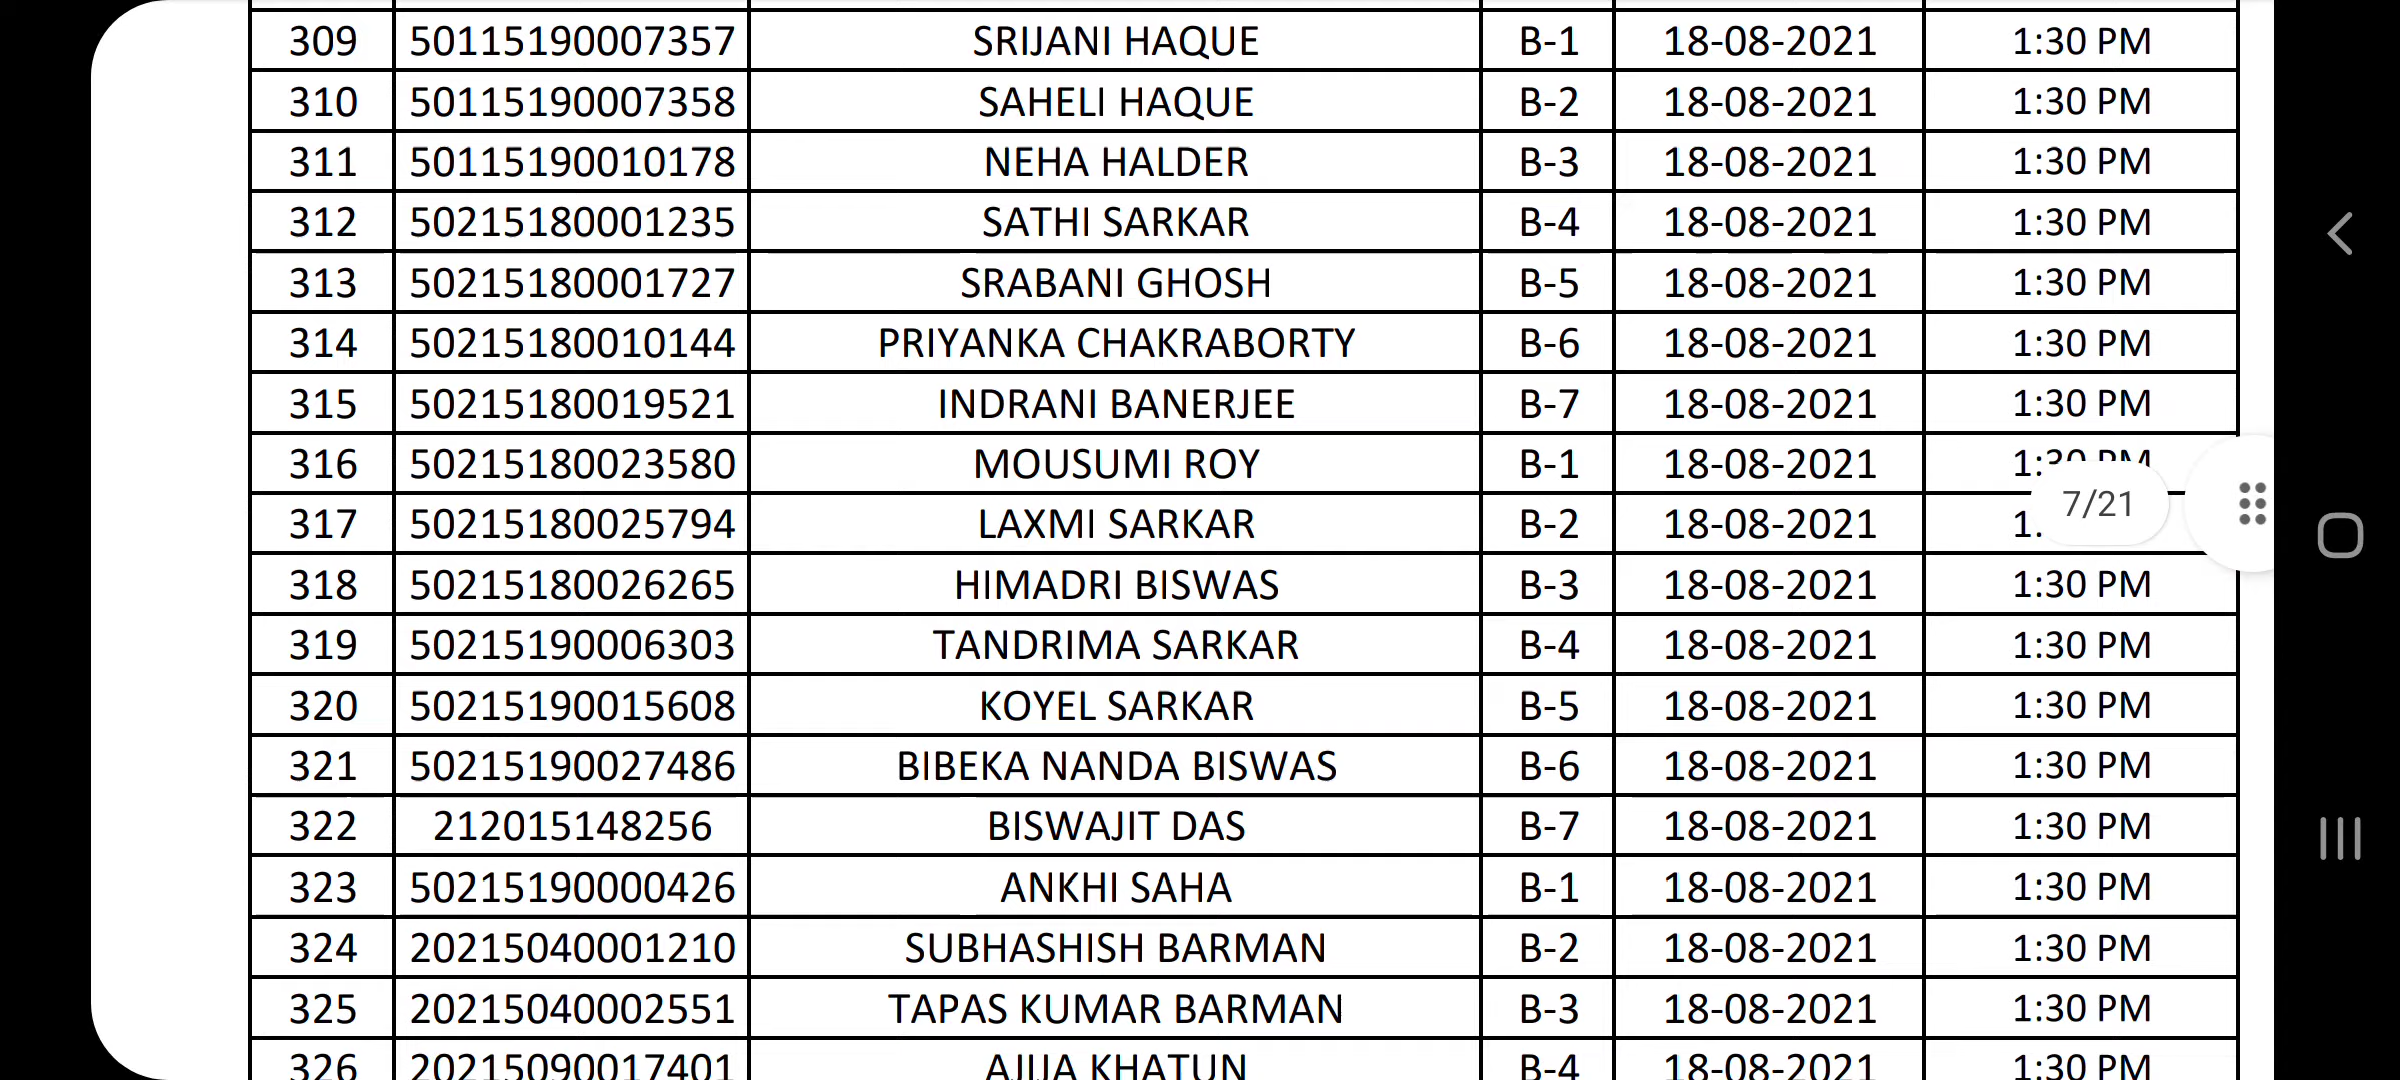 309 50115190007357 SRIJANI HAQUE B-1 18-08-2021 1:30 PM
310 50115190007358 SAHELI HAQUE B-2 18-08-2021 1:30 PM
311 50115190010178 NEHA HALDER B-3 18-08-2021 1:30 PM
312 50215180001235 SATHI SARKAR B-4 18-08-2021 1:30 PM
313 50215180001727 SRABANI GHOSH B-5 18-08-2021 1:30 PM
314 50215180010144 PRIYANKA CHAKRABORTY B-6 18-08-2021 1:30 PM
315 50215180019521 INDRANI BANERJEE B-7 18-08-2021 1:30 PM
316 50215180023580 MOUSUMI ROY B-1 18-08-2021 1:30 PM
7/21
317 50215180025794 LAXMI SARKAR B-2 18-08-2021
318 50215180026265 HIMADRI BISWAS B-3 18-08-2021 1:30 PM
319 50215190006303 TANDRIMA SARKAR B-4 18-08-2021 1:30 PM
320 50215190015608 KOYEL SARKAR B-5 18-08-2021 1:30 PM
321 50215190027486 BIBEKA NANDA BISWAS B-6 18-08-2021 1:30 PM
322 212015148256 BISWAJIT DAS B-7 18-08-2021 1:30 PM
323 50215190000426 ANKHI SAHA B-1 18-08-2021 1:30 PM
324 20215040001210 SUBHASHISH BARMAN B-2 18-08-2021 1:30 PM
325 20215040002551 TAPAS KUMAR BARMAN B-3 18-08-2021 1:30 PM
326 20215090017401 AJIJA KHATUN B-4 18-08-2021 1:30 PM